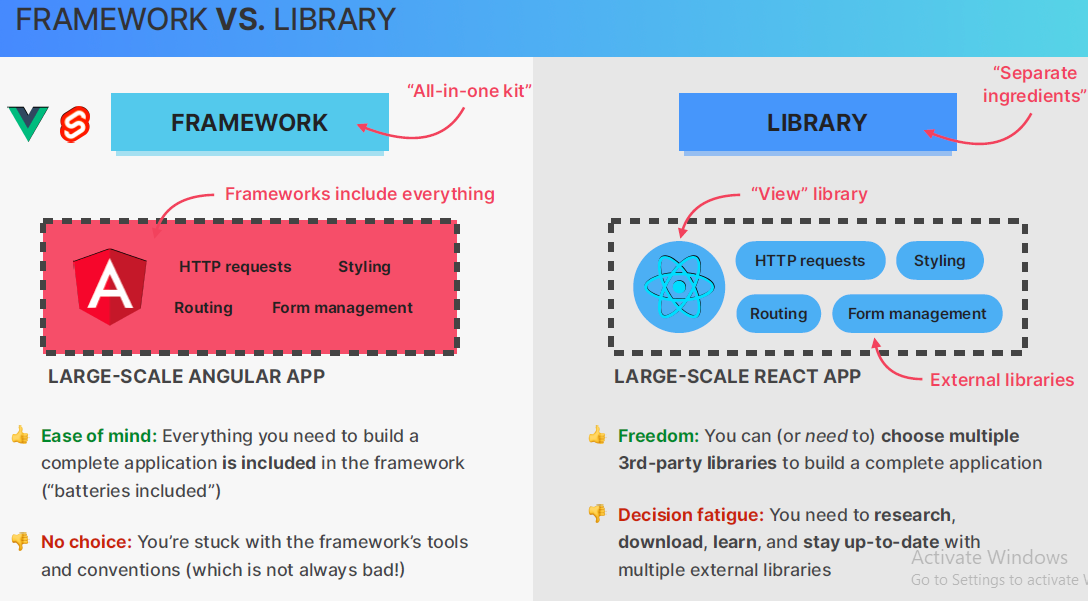 FRAMEWORK VS. LIBRARY
“All-in-one kit”
FRAMEWORK
Frameworks include everything
A
HTTP requests Styling
Routing Form management
LARGE-SCALE ANGULAR APP
👍 Ease of mind: Everything you need to build a
complete application is included in the framework
(“batteries included”)
👎 No choice: You’re stuck with the framework’s tools
and conventions (which is not always bad!)
“Separate
ingredients”
LIBRARY
“View” library
HTTP requests Styling
Routing Form management
LARGE-SCALE REACT APP
External libraries
👍 Freedom: You can (or need to) choose multiple
3rd-party libraries to build a complete application
👎 Decision fatigue: You need to research,
download, learn, and stay up-to-date with
multiple external libraries
Activate Windows
Go to Settings to activate